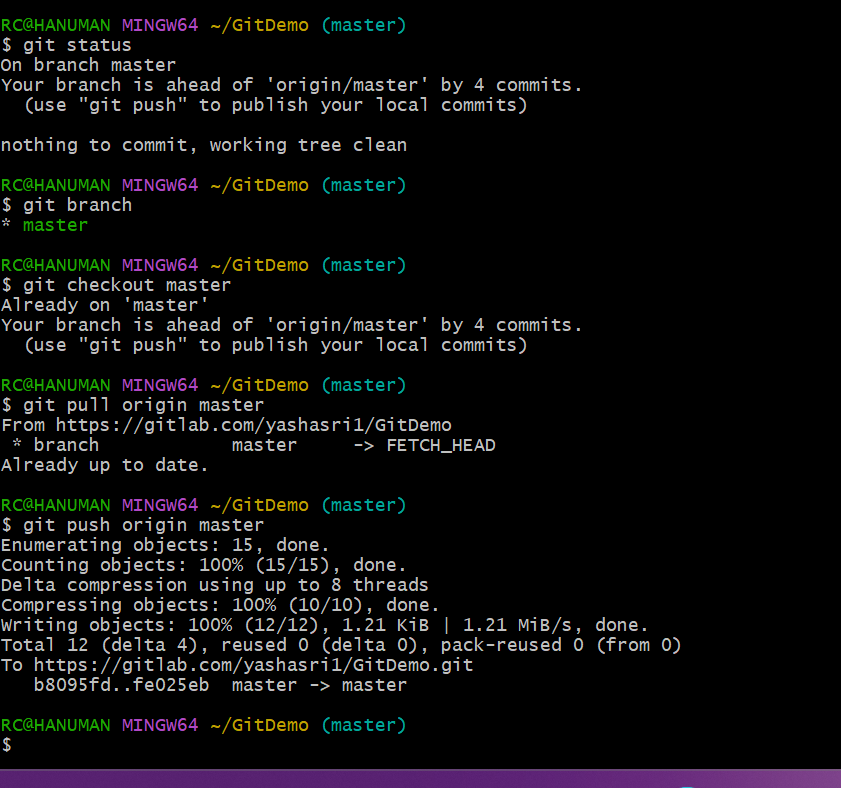 RC@HANUMAN MINGW64 ~/GitDemo (master)
$ git status
On branch master
Your branch is ahead of 'origin/master' by 4 commits.
  (use "git push" to publish your local commits)

nothing to commit, working tree clean

RC@HANUMAN MINGW64 ~/GitDemo (master)
$ git branch
* master

RC@HANUMAN MINGW64 ~/GitDemo (master)
$ git checkout master
Already on 'master'
Your branch is ahead of 'origin/master' by 4 commits.
  (use "git push" to publish your local commits)

RC@HANUMAN MINGW64 ~/GitDemo (master)
$ git pull origin master
From https://gitlab.com/yashasri1/GitDemo
 * branch            master     -> FETCH_HEAD
Already up to date.

RC@HANUMAN MINGW64 ~/GitDemo (master)
$ git push origin master
Enumerating objects: 15, done.
Counting objects: 100% (15/15), done.
Delta compression using up to 8 threads
Compressing objects: 100% (10/10), done.
Writing objects: 100% (12/12), 1.21 KiB | 1.21 MiB/s, done.
Total 12 (delta 4), reused 0 (delta 0), pack-reused 0 (from 0)
To https://gitlab.com/yashasri1/GitDemo.git
   b8095fd..fe025eb  master -> master

RC@HANUMAN MINGW64 ~/GitDemo (master)
$